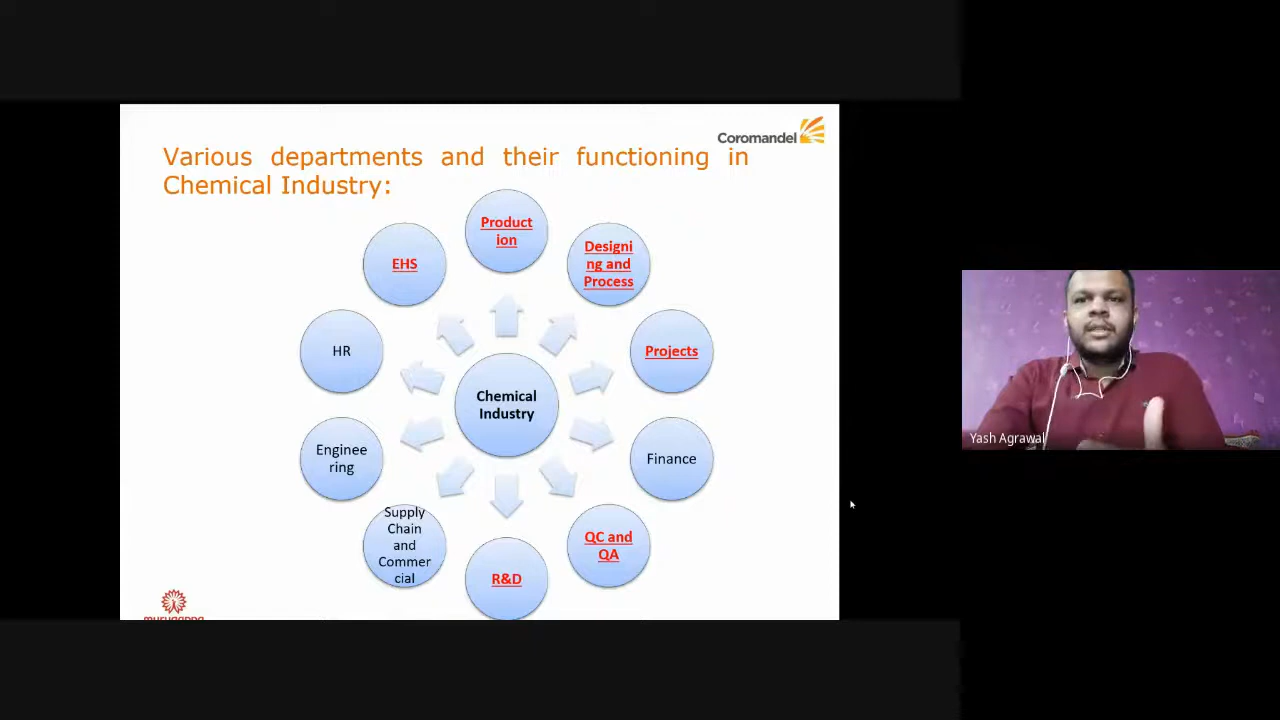 Coromandel
Various departments and their functioning in
Chemical Industry:
Product
ion
EHS
Designi
ng and
Process
HR
Projects
Chemical
Industry
Enginee
ring
Finance
Supply
Chain
and
Commer
cial
QC and
QA
R&D
murugappa
Yash Agrawal